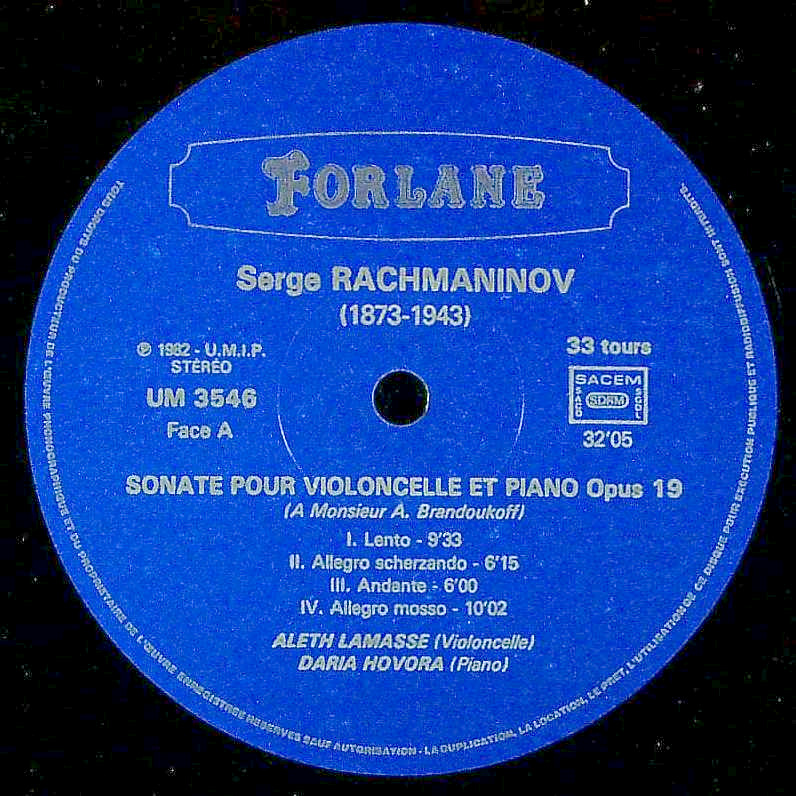 FORLANE
Serge RACHMANINOV
(1873-1943)
℗ 1982 - U.M.I.P.
STÉRÉO
UM 3546
Face A
33 tours
SACEM
SACD
SDRM
SGDL
32'05
SONATE POUR VIOLONCELLE ET PIANO Opus 19
(A Monsieur A. Brandoukoff)
I. Lento - 9'33
II. Allegro scherzando - 6'15
III. Andante - 6'00
IV. Allegro mosso - 10'02
ALETH LAMASSE (Violoncelle)
DARIA HOVORA (Piano)
TOUS DROITS DU PRODUCTEUR DE L'ŒUVRE PHONOGRAPHIQUE ET DU PROPRIETAIRE DE L'ŒUVRE ENREGISTREE RESERVES SAUF AUTORISATION - LA DUPLICATION, LA LOCATION, LE PRET, L'UTILISATION DE CE DISQUE POUR EXECUTION PUBLIQUE ET RADIODIFFUSION SONT INTERDITS.